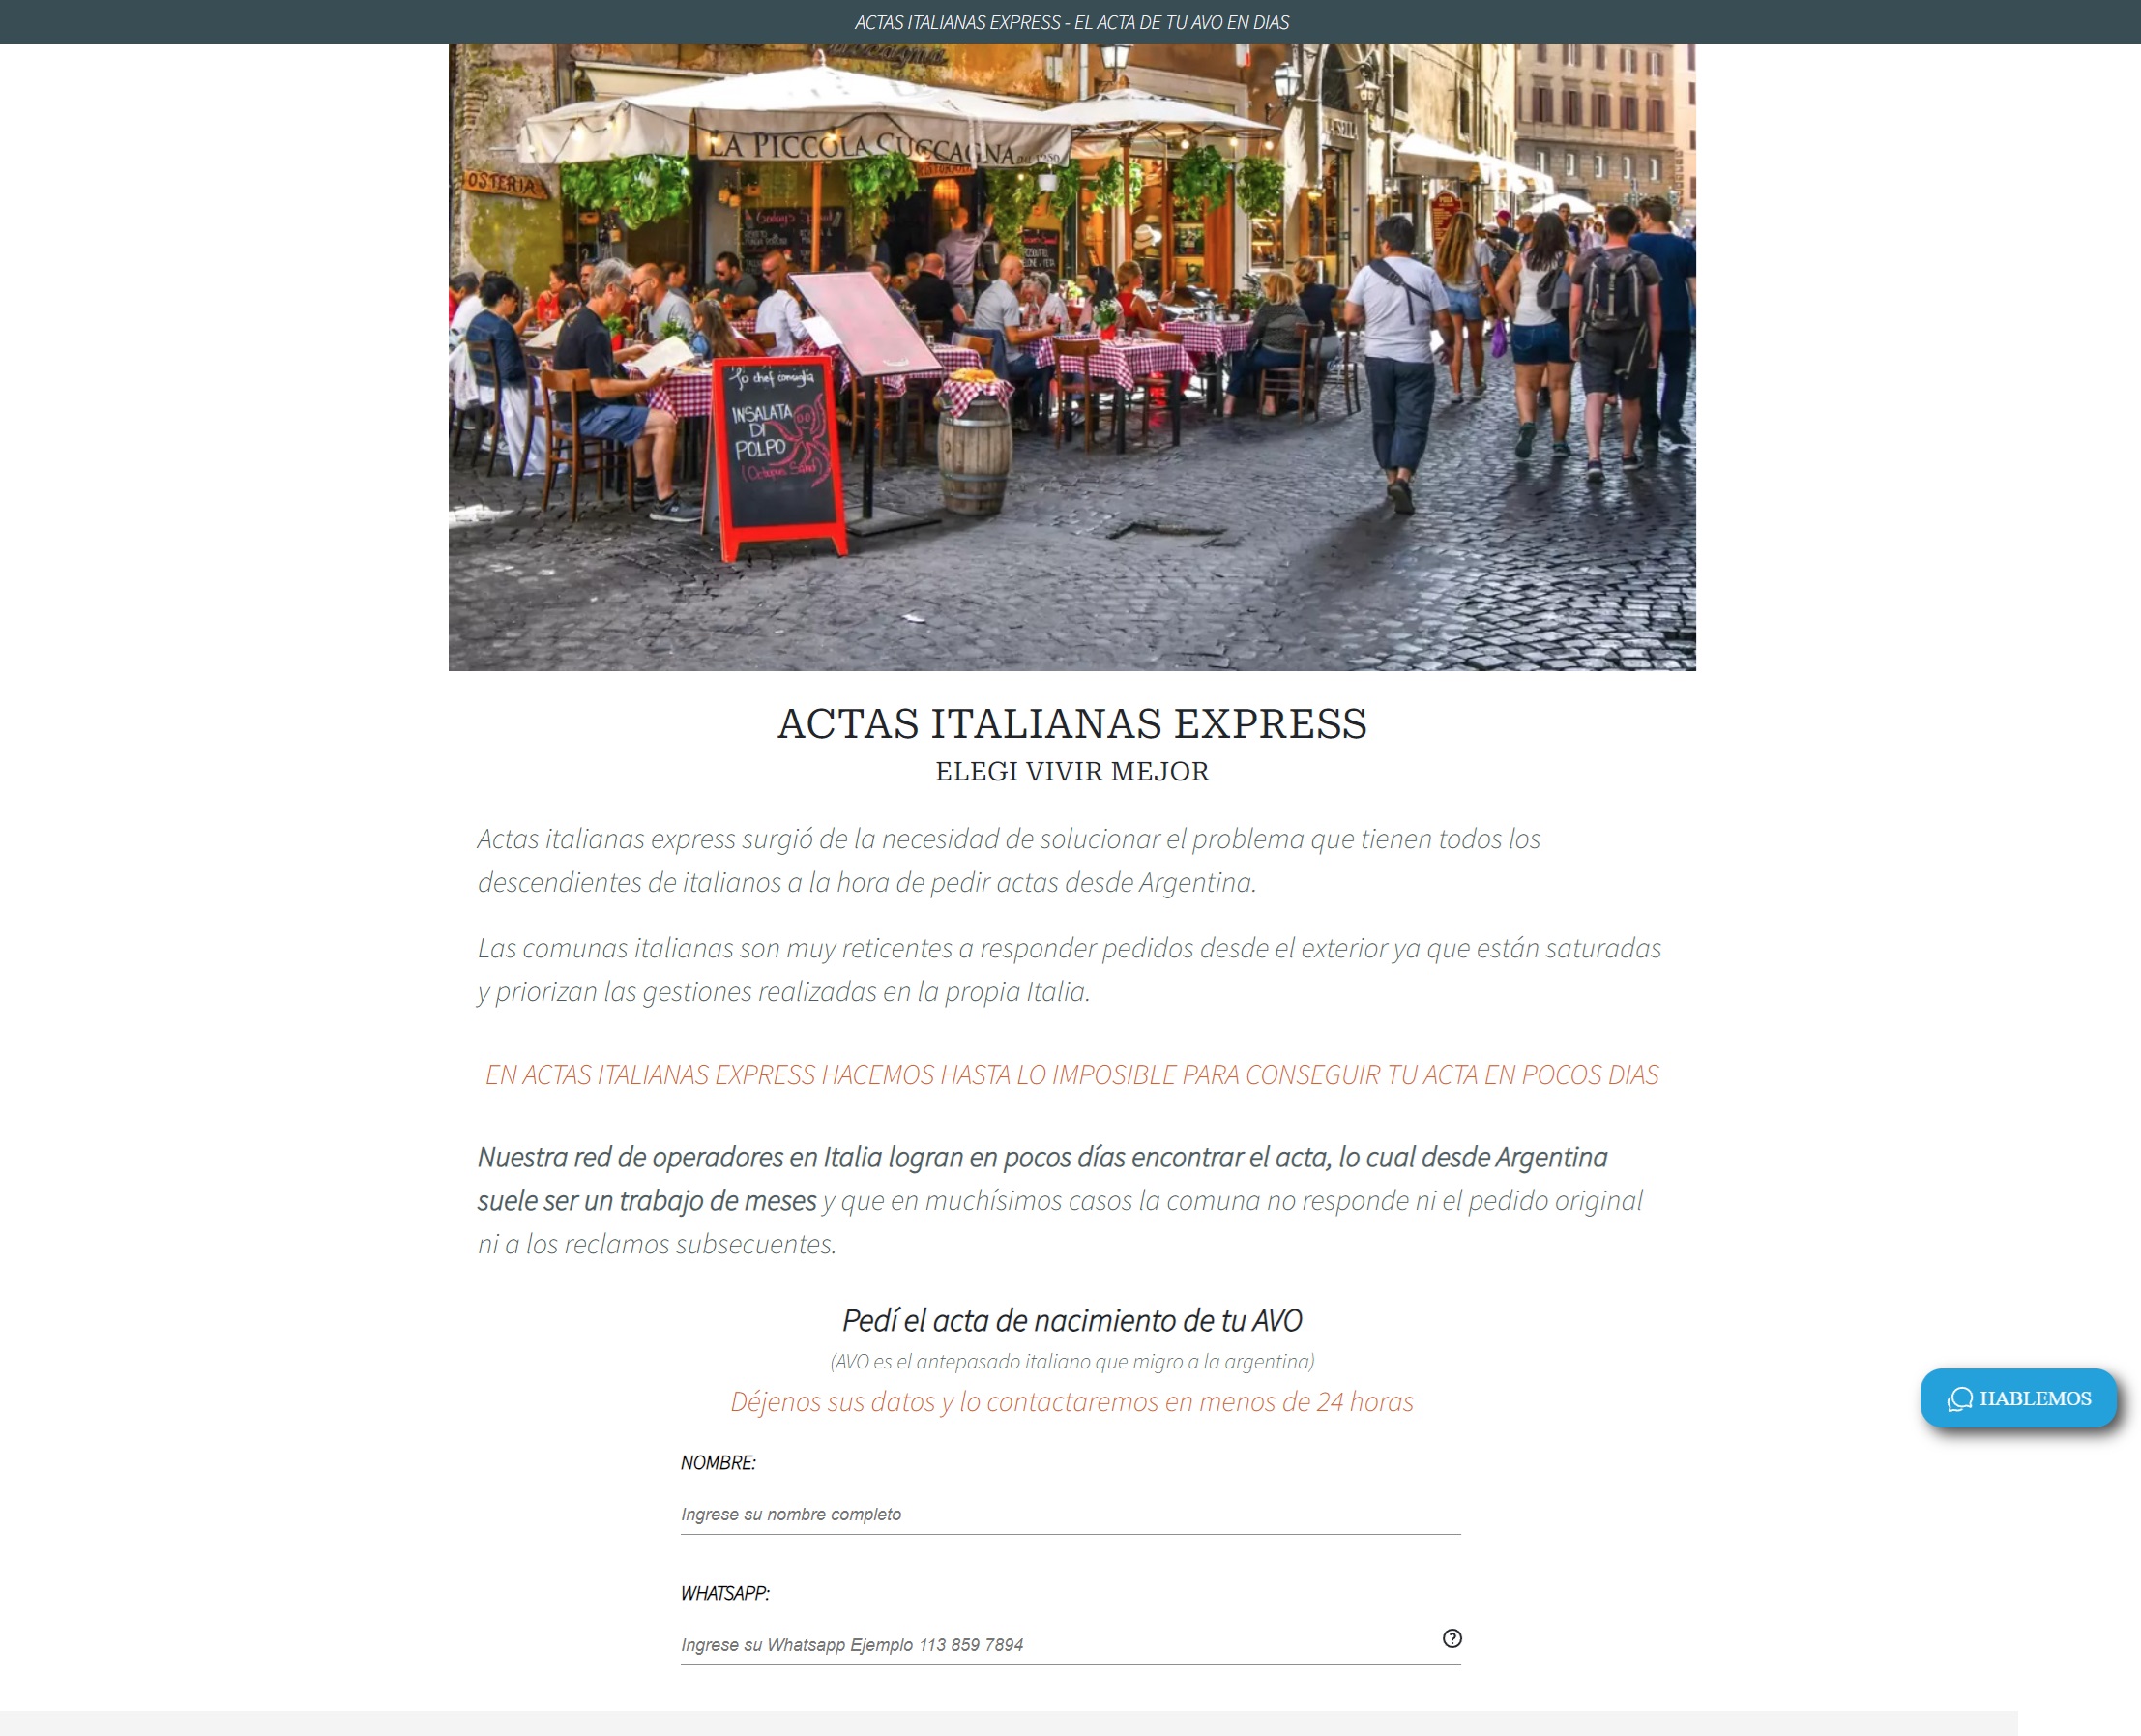 ACTAS ITALIANAS EXPRESS - EL ACTA DE TU AVO EN DIAS
LA PICCOLA CUCCAGNA
OSTERIA
LA SELLA
lo chef consiglia
INSALATA
DI
POLPO
(Octopus Salad)
ACTAS ITALIANAS EXPRESS
ELEGI VIVIR MEJOR
Actas italianas express surgió de la necesidad de solucionar el problema que tienen todos los
descendientes de italianos a la hora de pedir actas desde Argentina.
Las comunas italianas son muy reticentes a responder pedidos desde el exterior ya que están saturadas
y priorizan las gestiones realizadas en la propia Italia.
EN ACTAS ITALIANAS EXPRESS HACEMOS HASTA LO IMPOSIBLE PARA CONSEGUIR TU ACTA EN POCOS DIAS
Nuestra red de operadores en Italia logran en pocos días encontrar el acta, lo cual desde Argentina
suele ser un trabajo de meses y que en muchísimos casos la comuna no responde ni el pedido original
ni a los reclamos subsecuentes.
Pedí el acta de nacimiento de tu AVO
(AVO es el antepasado italiano que migro a la argentina)
Déjenos sus datos y lo contactaremos en menos de 24 horas
HABLEMOS
NOMBRE:
Ingrese su nombre completo
WHATSAPP:
Ingrese su Whatsapp Ejemplo 113 859 7894